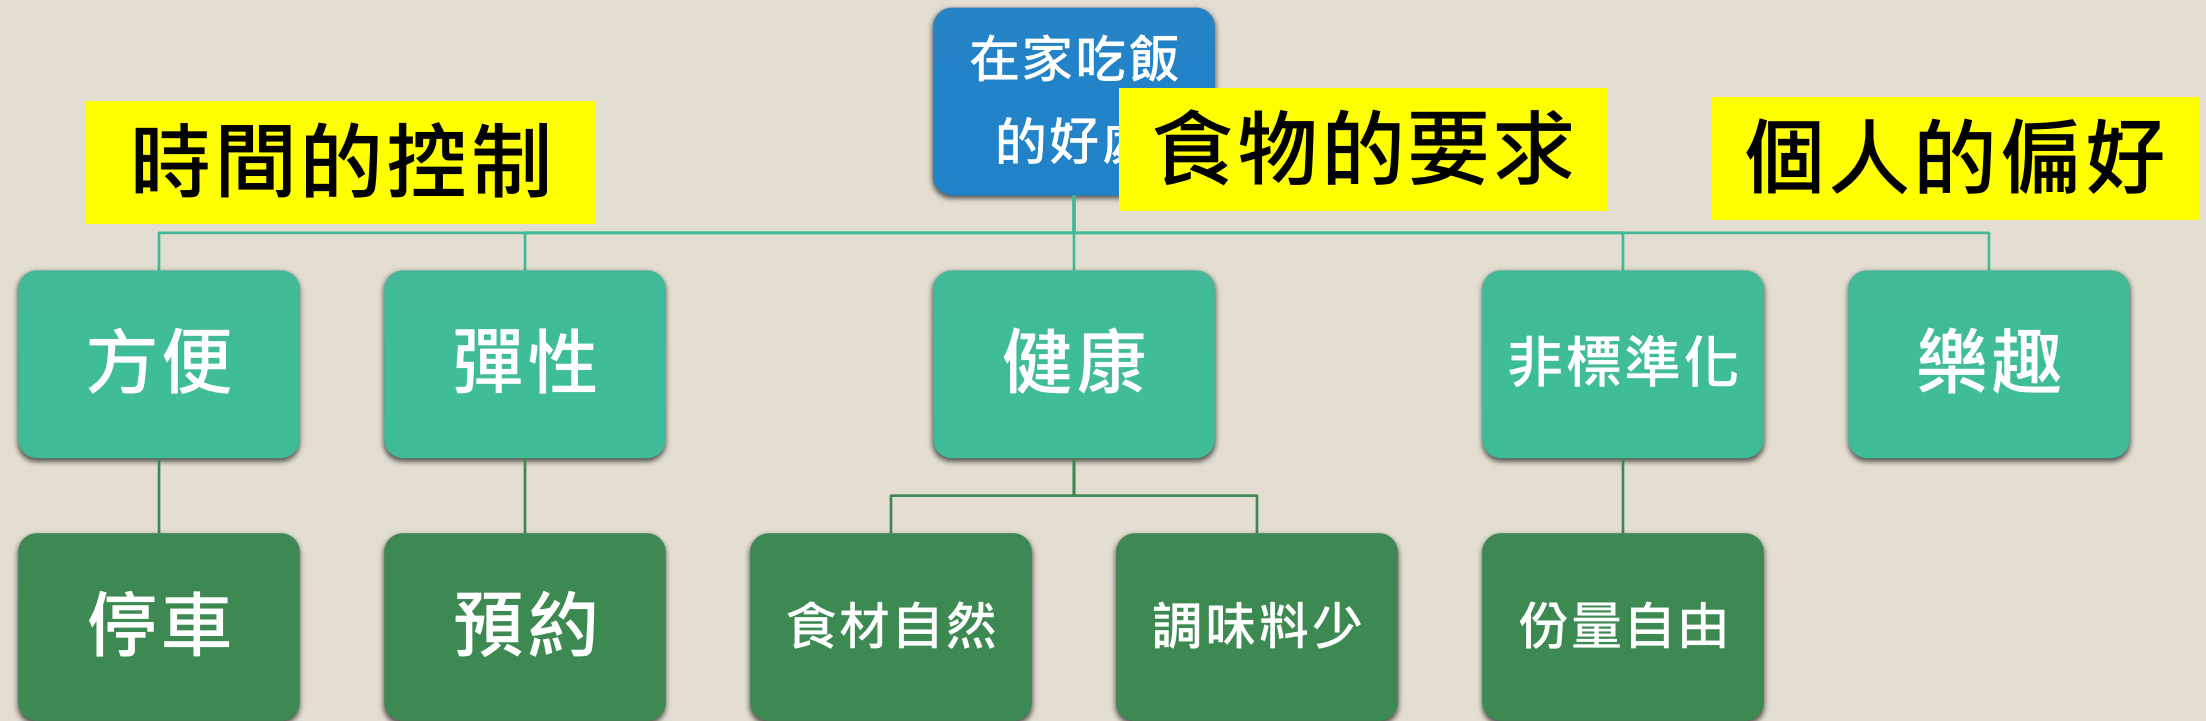 在家吃飯
的好
時間的控制
食物的要求
個人的偏好
方便
彈性
健康
非標準化
樂趣
停車
預約
食材自然
調味料少
份量自由